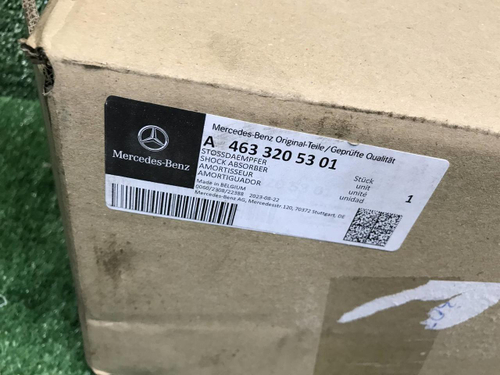 Mercedes-Benz Original-Teile/Geprüfte Qualität
A 463 320 53 01
STOSSDAEMPFER
SHOCK ABSORBER
AMORTISSEUR
AMORTIGUADOR
Stück
unit
unité
unidad
1
Made in BELGIUM
2023-08-22
Mercedes-Benz AG, Mercedesstr.120, 70372 Stuttgart, DE
Mercedes-Benz